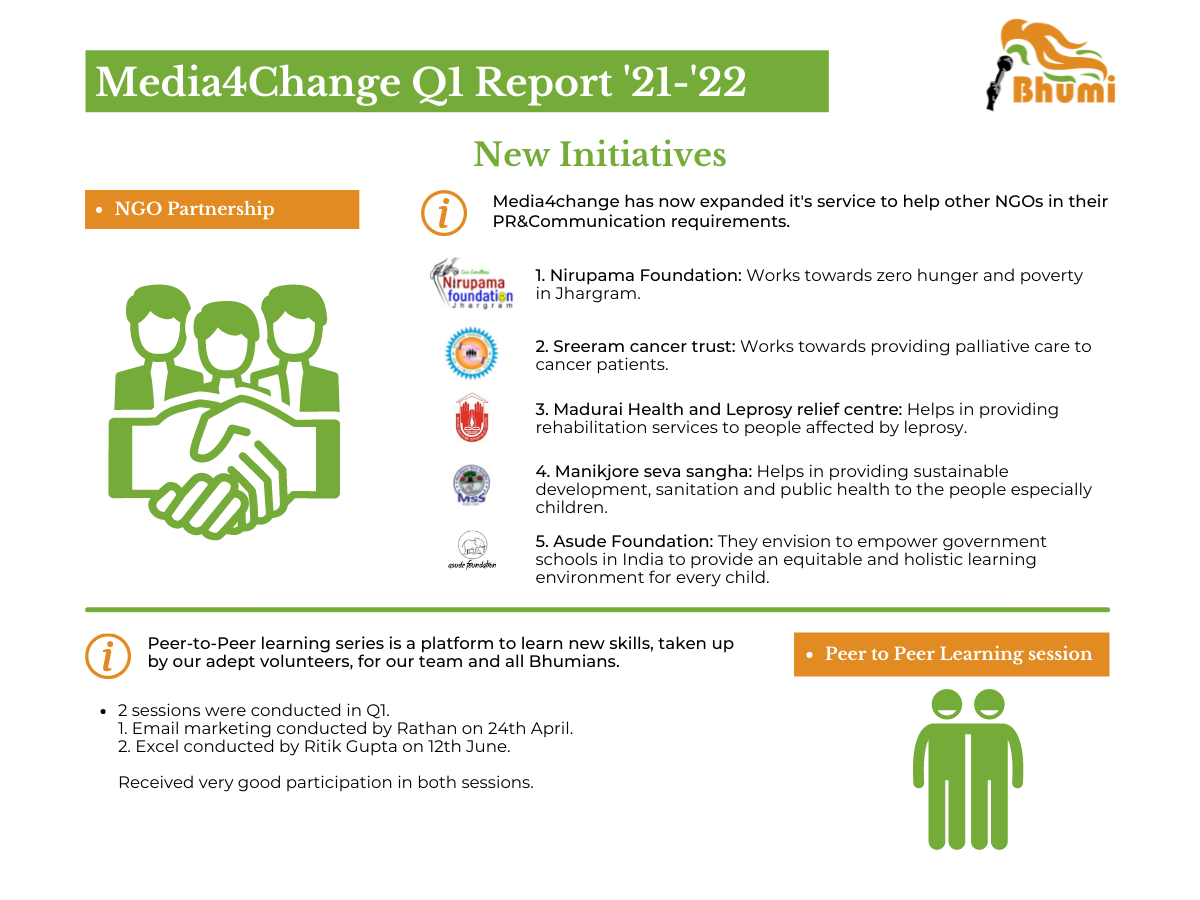 Media4Change Q1 Report '21-'22
Bhumi
New Initiatives
• NGO Partnership
Media4change has now expanded it's service to help other NGOs in their
PR&Communication requirements.
Nirupama
foundation
Jhargram
1. Nirupama Foundation: Works towards zero hunger and poverty
in Jhargram.
2. Sreeram cancer trust: Works towards providing palliative care to
cancer patients.
3. Madurai Health and Leprosy relief centre: Helps in providing
rehabilitation services to people affected by leprosy.
MSS
4. Manikjore seva sangha: Helps in providing sustainable
development, sanitation and public health to the people especially
children.
asude foundation
5. Asude Foundation: They envision to empower government
schools in India to provide an equitable and holistic learning
environment for every child.
Peer-to-Peer learning series is a platform to learn new skills, taken up
by our adept volunteers, for our team and all Bhumians.
• Peer to Peer Learning session
• 2 sessions were conducted in Q1.
1. Email marketing conducted by Rathan on 24th April.
2. Excel conducted by Ritik Gupta on 12th June.
Received very good participation in both sessions.